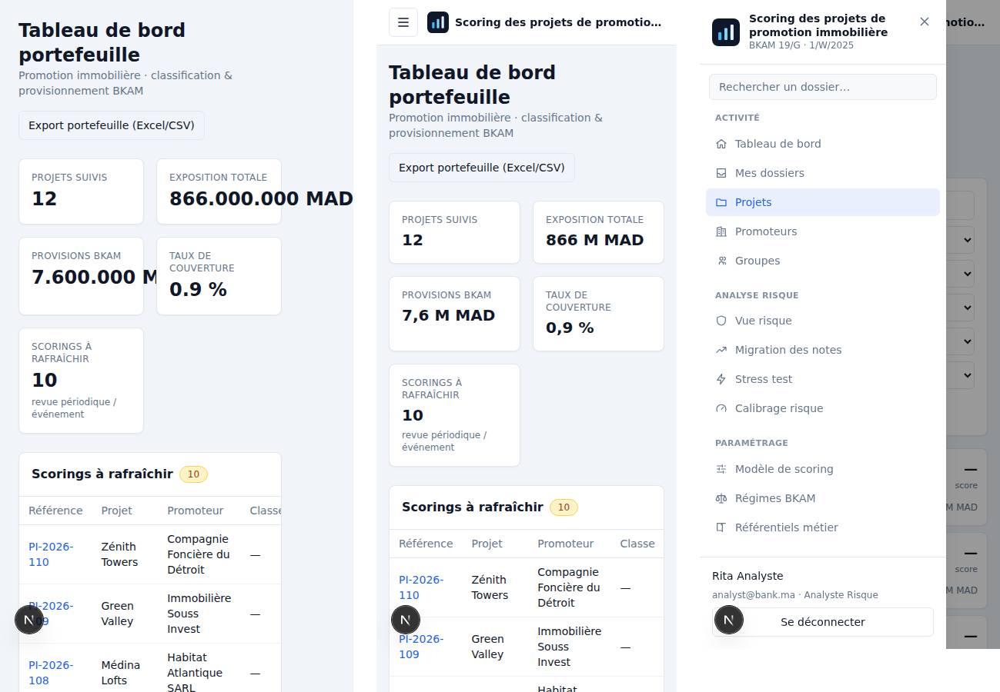 Tableau de bord
portefeuille
Promotion immobilière · classification &
provisionnement BKAM
Export portefeuille (Excel/CSV)
PROJETS SUIVIS
12
EXPOSITION TOTALE
866.000.000 MAD
PROVISIONS BKAM
7.600.000 M
TAUX DE
COUVERTURE
0.9 %
SCORINGS À
RAFRAÎCHIR
10
revue périodique /
événement
Scorings à rafraîchir 10
Référence Projet Promoteur Classe
PI-2026-
110
Zénith
Towers
Compagnie
Foncière du
Détroit
—
PI-2026-
109
Green
Valley
Immobilière
Souss
Invest
—
PI-2026-
108
Médina
Lofts
Habitat
Atlantique
SARL
—
N
Scoring des projets de promotio...
Tableau de bord
portefeuille
Promotion immobilière · classification &
provisionnement BKAM
Export portefeuille (Excel/CSV)
PROJETS SUIVIS
12
EXPOSITION TOTALE
866 M MAD
PROVISIONS BKAM
7,6 M MAD
TAUX DE
COUVERTURE
0,9 %
SCORINGS À
RAFRAÎCHIR
10
revue périodique /
événement
Scorings à rafraîchir 10
Référence Projet Promoteur Classe
PI-2026-
110
Zénith
Towers
Compagnie
Foncière du
Détroit
—
PI-2026-
109
Green
Valley
Immobilière
Souss
Invest
—
Habitat
N
Scoring des projets de
promotion immobilière
BKAM 19/G · 1/W/2025
Rechercher un dossier…
ACTIVITÉ
Tableau de bord
Mes dossiers
Projets
Promoteurs
Groupes
ANALYSE RISQUE
Vue risque
Migration des notes
Stress test
Calibrage risque
PARAMÉTRAGE
Modèle de scoring
Régimes BKAM
Référentiels métier
Rita Analyste
analyst@bank.ma · Analyste Risque
Se déconnecter
N
otio...
—
score
M MAD
—
score
M MAD
—